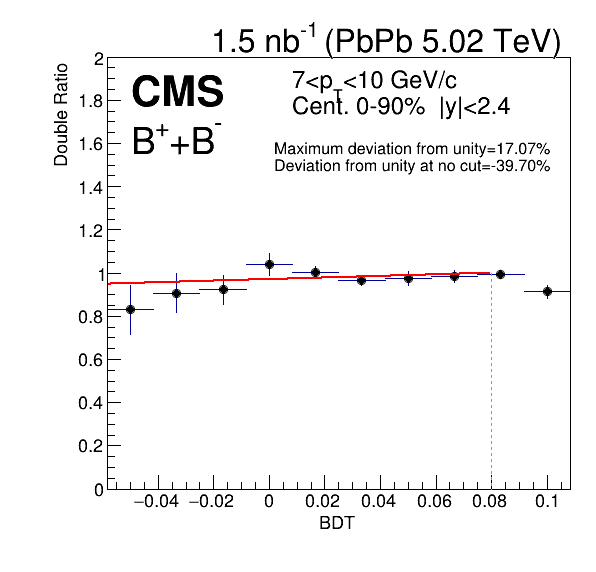 1.5 nb-1 (PbPb 5.02 TeV)
CMS
7<pT<10 GeV/c
Cent. 0-90% |y|<2.4
B++B-
Maximum deviation from unity=17.07%
Deviation from unity at no cut=-39.70%
Double Ratio
2
1.8
1.6
1.4
1.2
1
0.8
0.6
0.4
0.2
0
−0.04 −0.02 0 0.02 0.04 0.06 0.08 0.1
BDT